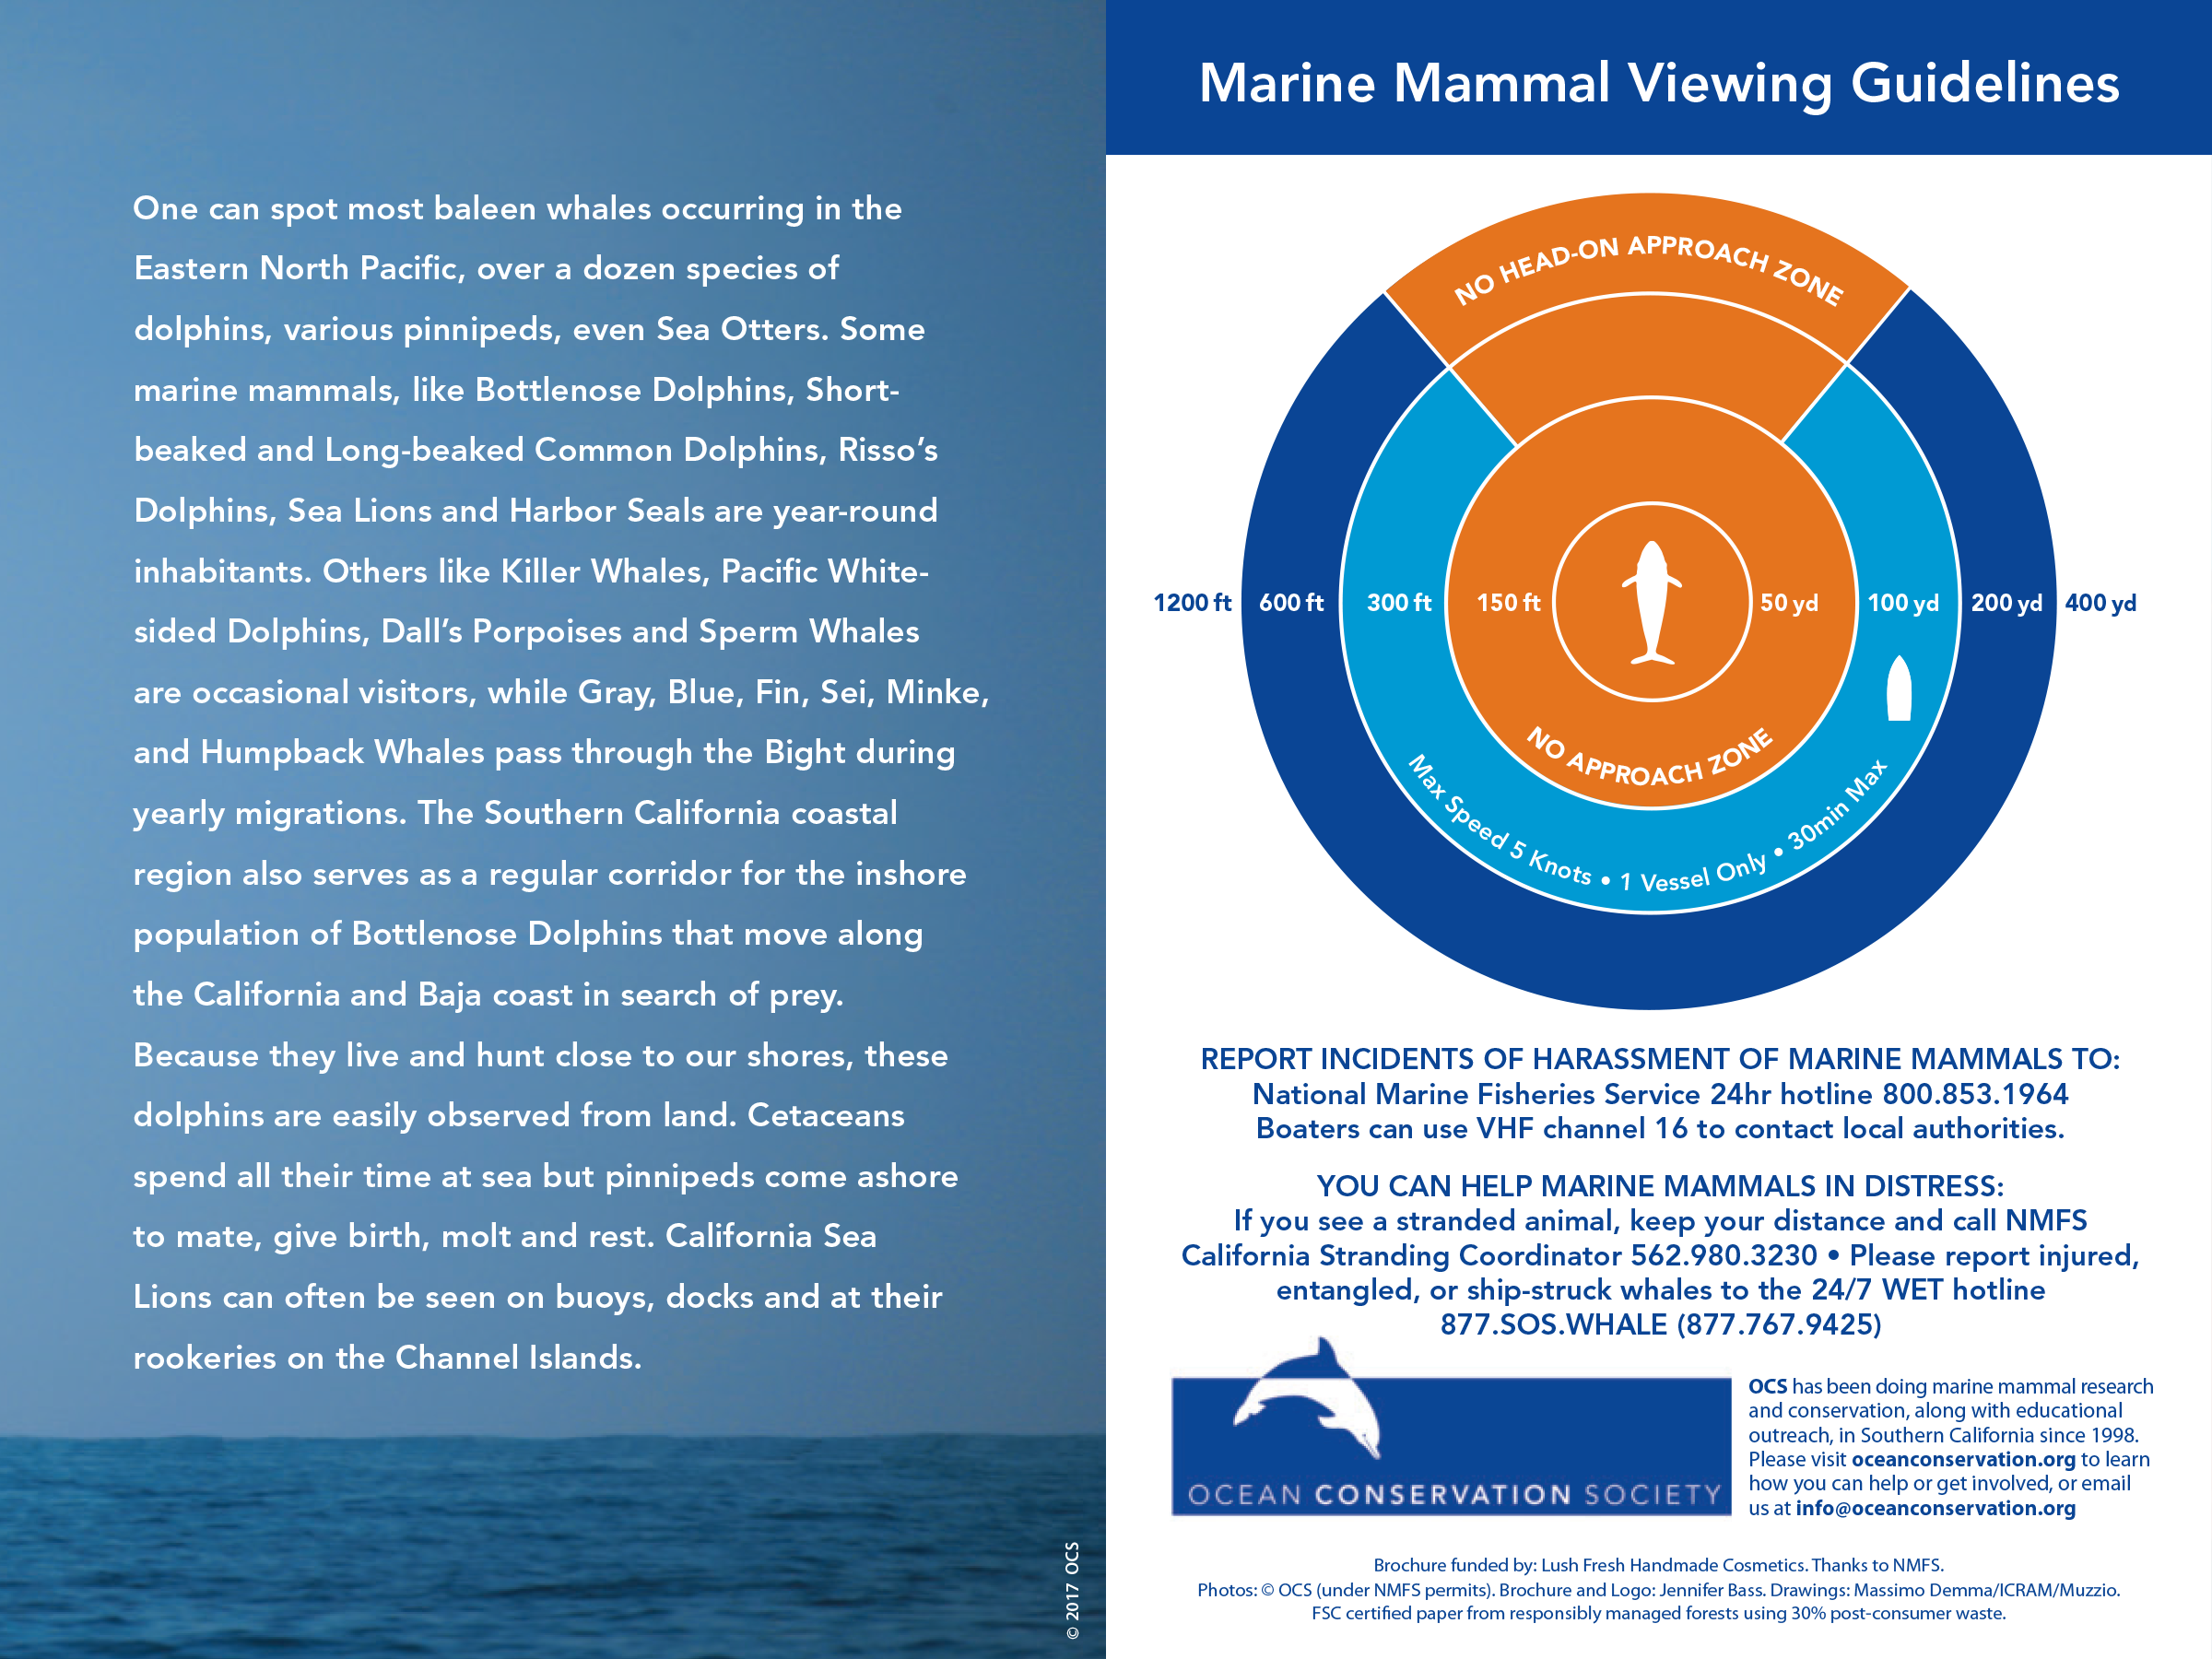 One can spot most baleen whales occurring in the
Eastern North Pacific, over a dozen species of
dolphins, various pinnipeds, even Sea Otters. Some
marine mammals, like Bottlenose Dolphins, Short-
beaked and Long-beaked Common Dolphins, Risso’s
Dolphins, Sea Lions and Harbor Seals are year-round
inhabitants. Others like Killer Whales, Pacific White-
sided Dolphins, Dall’s Porpoises and Sperm Whales
are occasional visitors, while Gray, Blue, Fin, Sei, Minke,
and Humpback Whales pass through the Bight during
yearly migrations. The Southern California coastal
region also serves as a regular corridor for the inshore
population of Bottlenose Dolphins that move along
the California and Baja coast in search of prey.
Because they live and hunt close to our shores, these
dolphins are easily observed from land. Cetaceans
spend all their time at sea but pinnipeds come ashore
to mate, give birth, molt and rest. California Sea
Lions can often be seen on buoys, docks and at their
rookeries on the Channel Islands.
© 2017 OCS
Marine Mammal Viewing Guidelines
NO HEAD-ON APPROACH ZONE
1200 ft 600 ft 300 ft 150 ft 50 yd 100 yd 200 yd 400 yd
NO APPROACH ZONE
Max Speed 5 Knots • 1 Vessel Only • 30min Max
REPORT INCIDENTS OF HARASSMENT OF MARINE MAMMALS TO:
National Marine Fisheries Service 24hr hotline 800.853.1964
Boaters can use VHF channel 16 to contact local authorities.
YOU CAN HELP MARINE MAMMALS IN DISTRESS:
If you see a stranded animal, keep your distance and call NMFS
California Stranding Coordinator 562.980.3230 • Please report injured,
entangled, or ship-struck whales to the 24/7 WET hotline
877.SOS.WHALE (877.767.9425)
OCEAN CONSERVATION SOCIETY
OCS has been doing marine mammal research
and conservation, along with educational
outreach, in Southern California since 1998.
Please visit oceanconservation.org to learn
how you can help or get involved, or email
us at info@oceanconservation.org
Brochure funded by: Lush Fresh Handmade Cosmetics. Thanks to NMFS.
Photos: © OCS (under NMFS permits). Brochure and Logo: Jennifer Bass. Drawings: Massimo Demma/ICRAM/Muzzio.
FSC certified paper from responsibly managed forests using 30% post-consumer waste.